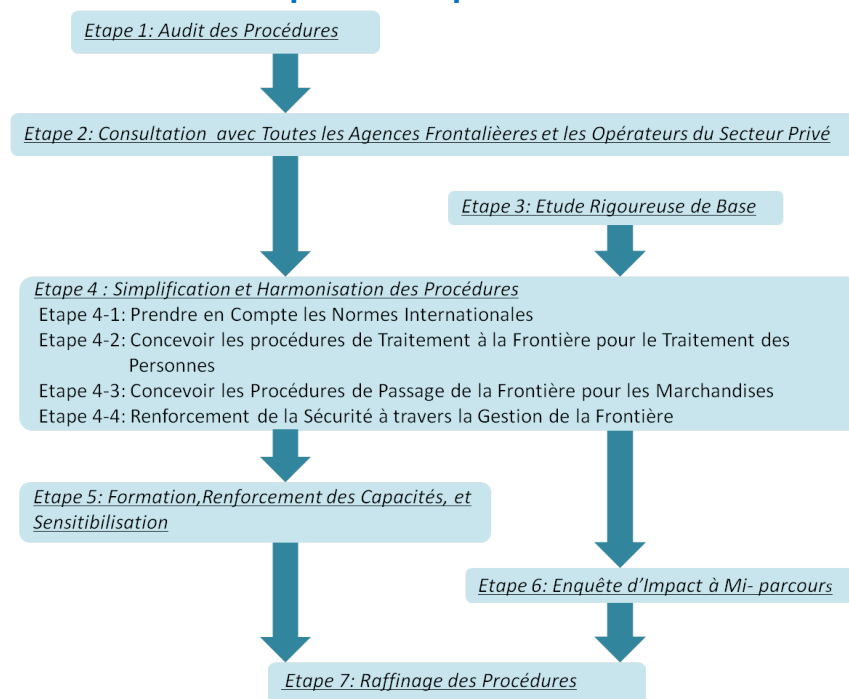 Etape 1: Audit des Procédures
Etape 2: Consultation avec Toutes les Agences Frontalièeres et les Opérateurs du Secteur Privé
Etape 3: Etude Rigoureuse de Base
Etape 4 : Simplification et Harmonisation des Procédures
Etape 4-1: Prendre en Compte les Normes Internationales
Etape 4-2: Concevoir les procédures de Traitement à la Frontière pour le Traitement des
Personnes
Etape 4-3: Concevoir les Procédures de Passage de la Frontière pour les Marchandises
Etape 4-4: Renforcement de la Sécurité à travers la Gestion de la Frontière
Etape 5: Formation,Renforcement des Capacités, et
Sensitibilisation
Etape 6: Enquête d’Impact à Mi- parcours
Etape 7: Raffinage des Procédures